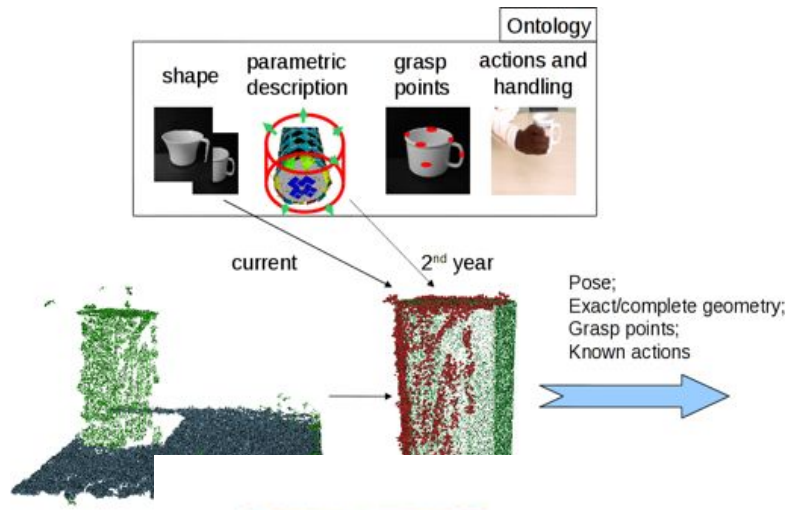 Ontology
shape
parametric
description
grasp
points
actions and
handling
current
2nd year
Pose;
Exact/complete geometry;
Grasp points;
Known actions